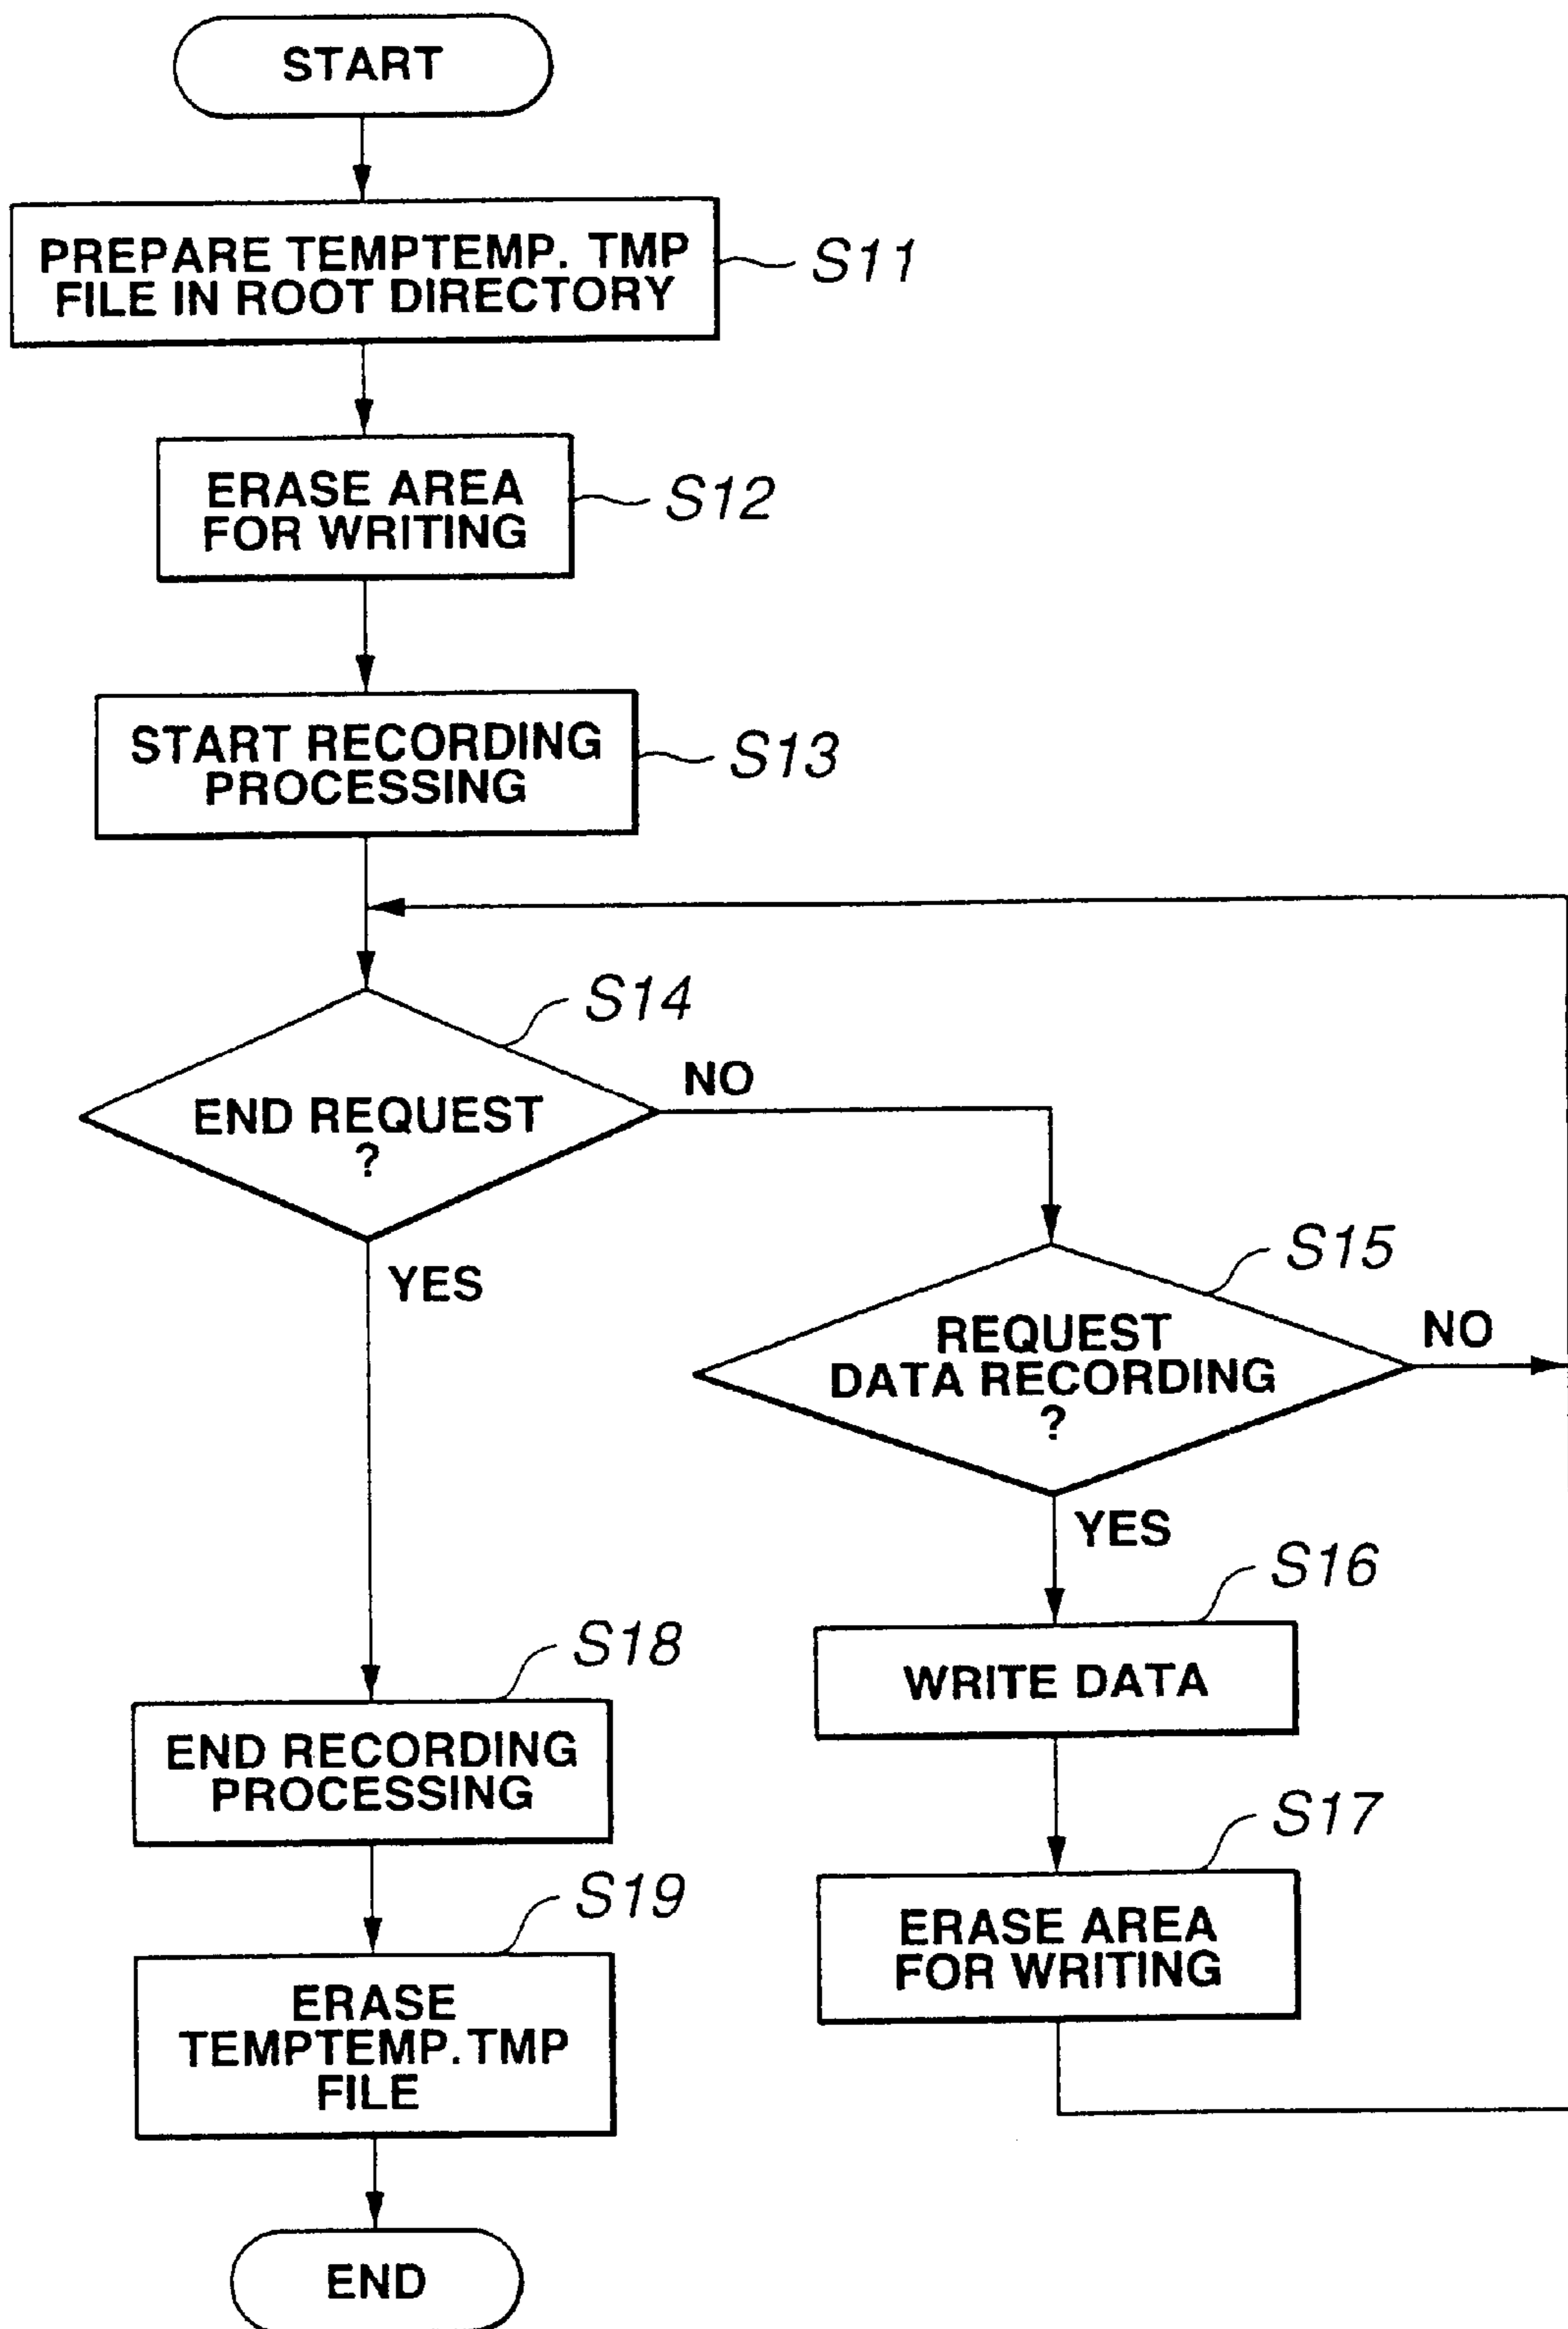 START
PREPARE TEMPTEMP. TMP
FILE IN ROOT DIRECTORY
S11
ERASE AREA
FOR WRITING
S12
START RECORDING
PROCESSING
S13
S14
END REQUEST
?
NO
YES
S15
REQUEST
DATA RECORDING
?
NO
YES
S16
WRITE DATA
S17
ERASE AREA
FOR WRITING
S18
END RECORDING
PROCESSING
S19
ERASE
TEMPTEMP.TMP
FILE
END